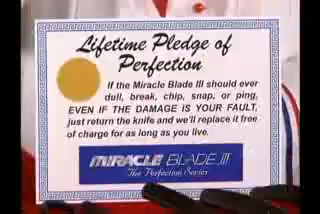 Lifetime Pledge of
Perfection
If the Miracle Blade III should ever
dull, break, chip, snap, or ping,
EVEN IF THE DAMAGE IS YOUR FAULT,
just return the knife and we'll replace it free
of charge for as long as you live.
MIRACLE BLADE III
The Perfection Series